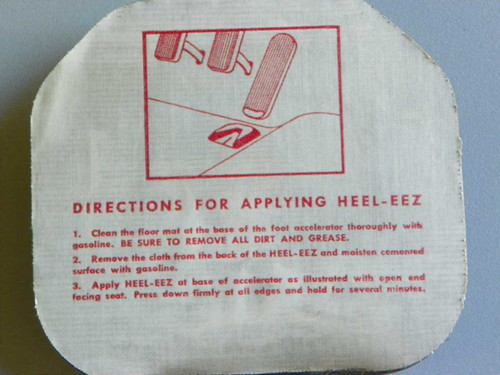 DIRECTIONS FOR APPLYING HEEL-EEZ
1. Clean the floor mat at the base of the foot accelerator thoroughly with
gasoline. BE SURE TO REMOVE ALL DIRT AND GREASE.
2. Remove the cloth from the back of the HEEL-EEZ and moisten cemented
surface with gasoline.
3. Apply HEEL-EEZ at base of accelerator as illustrated with open end
facing seat. Press down firmly at all edges and hold for several minutes.